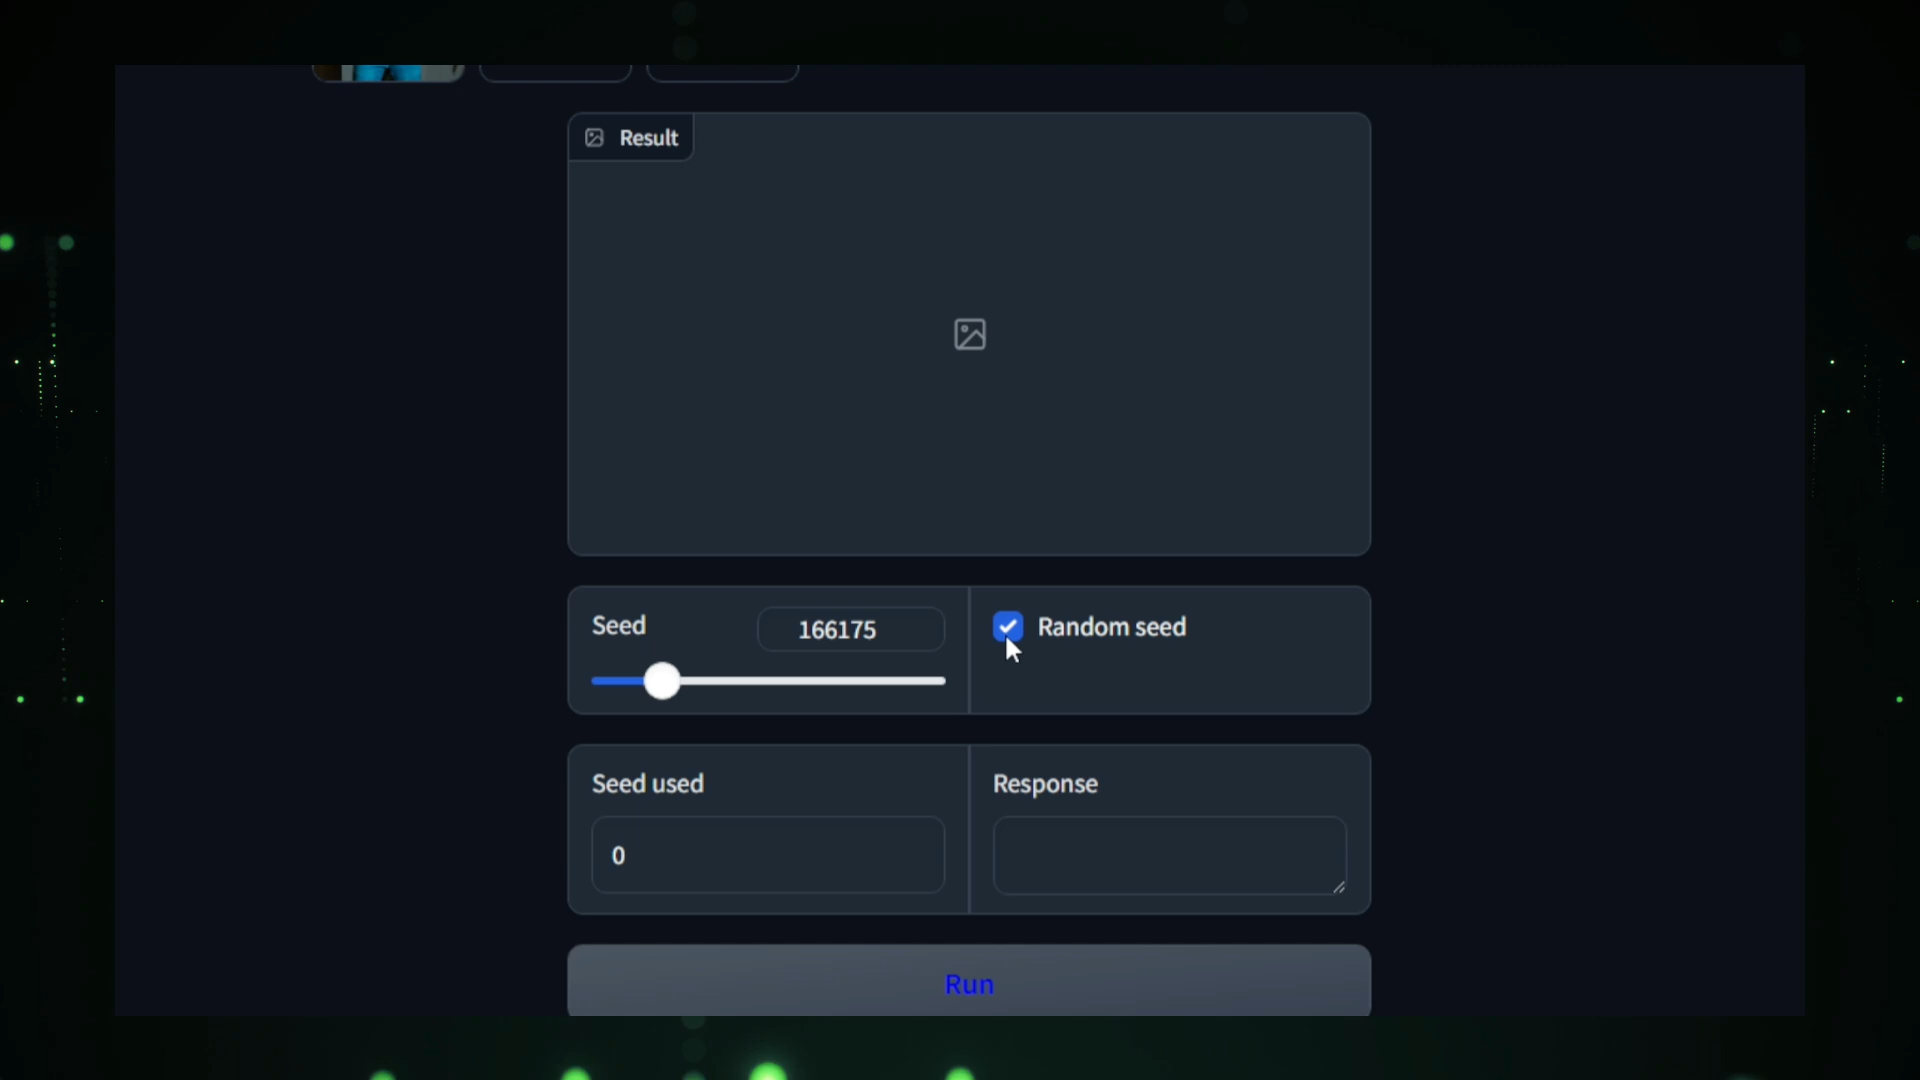 Result
Seed
166175
Random seed
Seed used
Response
0
Run